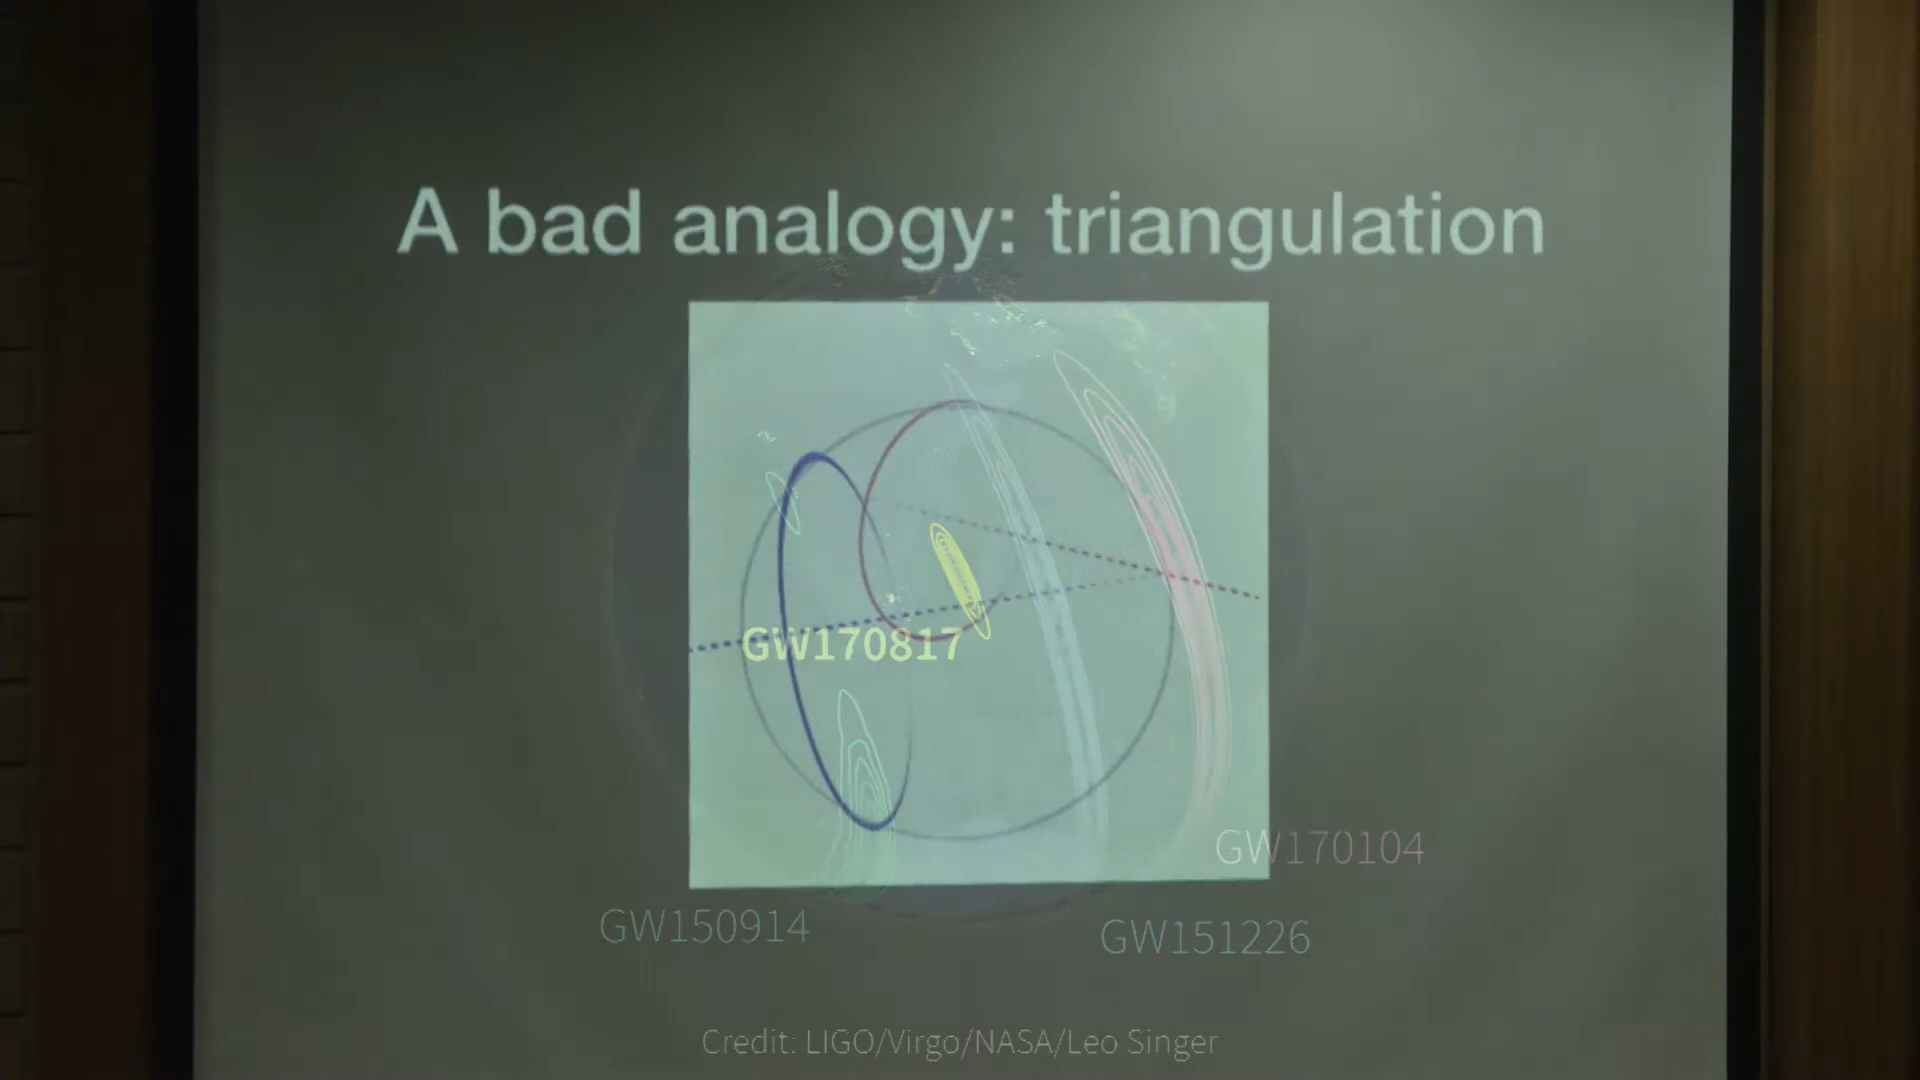 A bad analogy: triangulation
GW170817
GW170104
GW150914
GW151226
Credit: LIGO/Virgo/NASA/Leo Singer